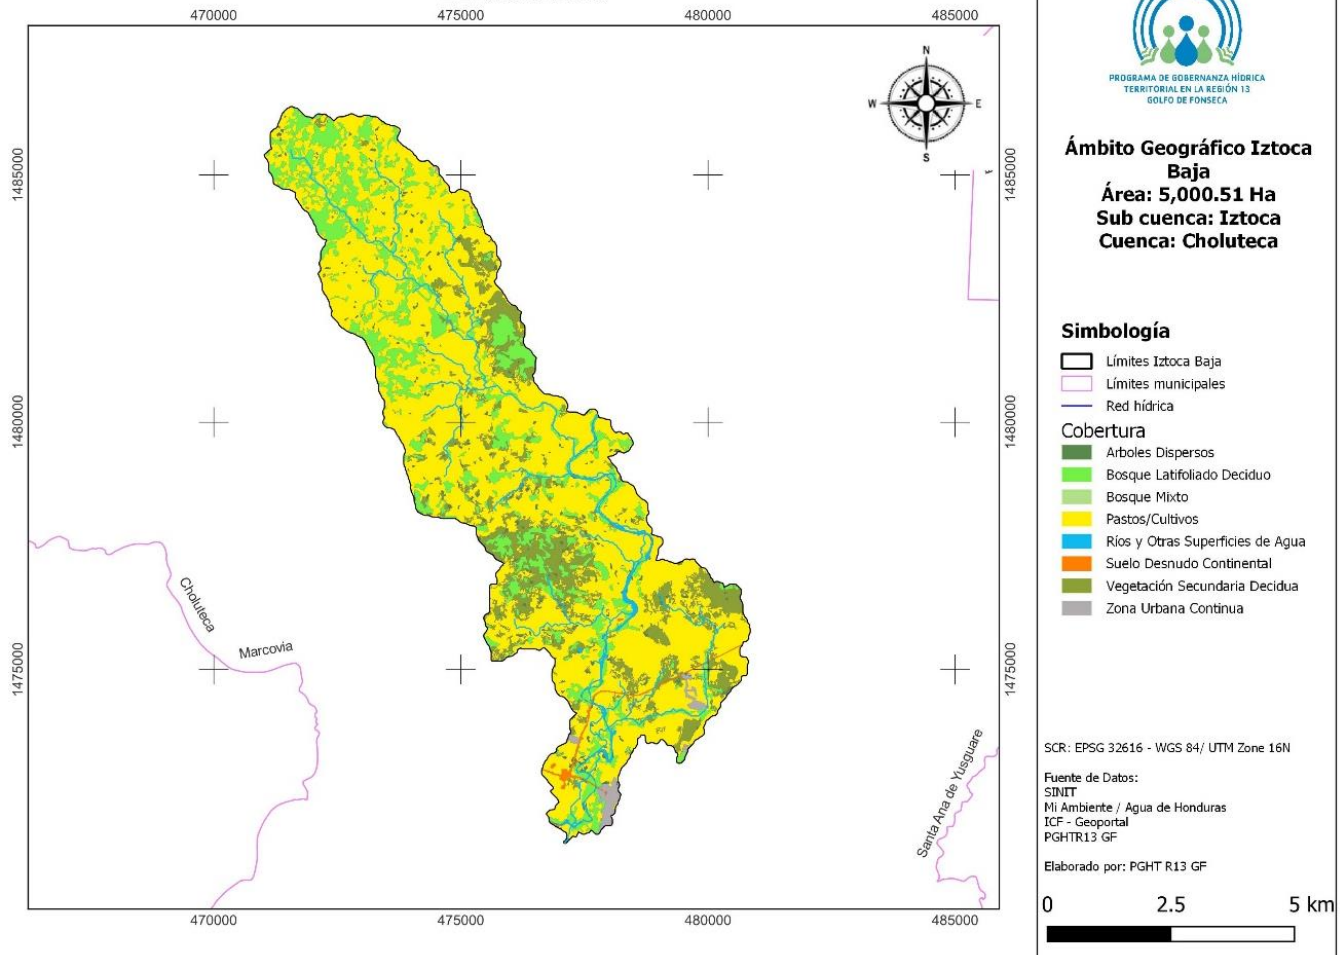 470000
475000
480000
485000
N
W
E
S
1485000
1485000
1480000
1480000
1475000
1475000
Choluteca
Marcovia
Santa Ana de Yusguare
470000
475000
480000
485000
PROGRAMA DE GOBERNANZA HÍDRICA
TERRITORIAL EN LA REGIÓN 13
GOLFO DE FONSECA
Ámbito Geográfico Iztoca
Baja
Área: 5,000.51 Ha
Sub cuenca: Iztoca
Cuenca: Choluteca
Simbología
Límites Iztoca Baja
Límites municipales
Red hídrica
Cobertura
Arboles Dispersos
Bosque Latifoliado Deciduo
Bosque Mixto
Pastos/Cultivos
Ríos y Otras Superficies de Agua
Suelo Desnudo Continental
Vegetación Secundaria Decidua
Zona Urbana Continua
SCR: EPSG 32616 - WGS 84/ UTM Zone 16N
Fuente de Datos:
SINIT
Mi Ambiente / Agua de Honduras
ICF - Geoportal
PGHTR13 GF
Elaborado por: PGHT R13 GF
0 2.5 5 km